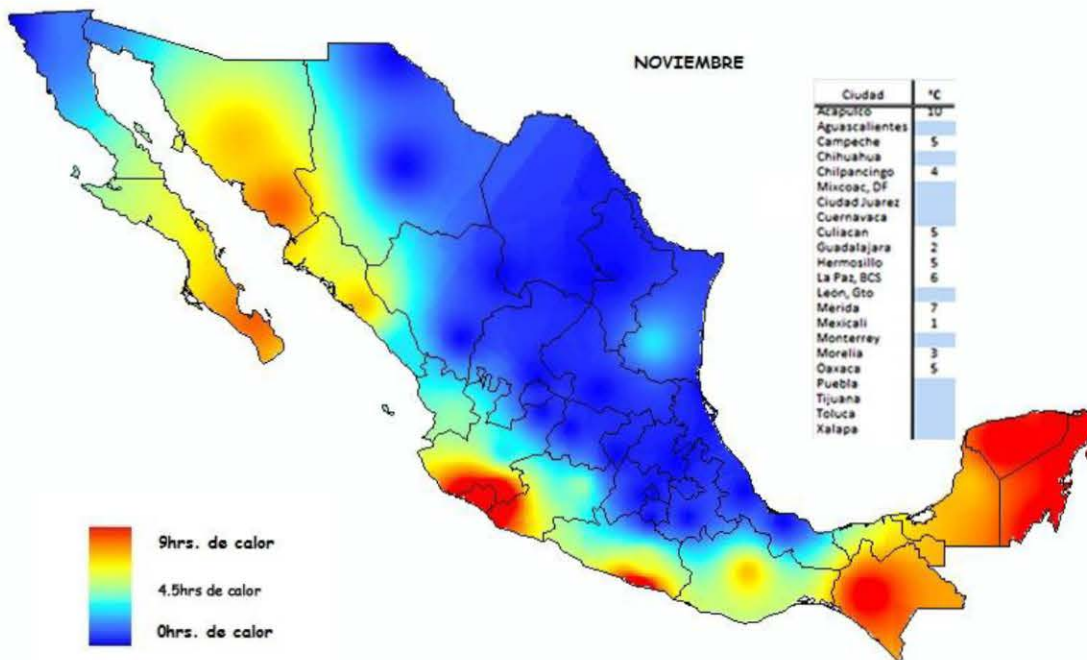 NOVIEMBRE
Ciudad °C
Acapulco 10
Aguascalientes
Campeche 5
Chihuahua
Chilpancingo 4
Mixcoac, DF
Ciudad Juarez
Cuernavaca
Culiacan 5
Guadalajara 2
Hermosillo 5
La Paz, BCS 6
León, Gto
Merida 7
Mexicali 1
Monterrey
Morelia 3
Oaxaca 5
Puebla
Tijuana
Toluca
Xalapa
9hrs. de calor
4.5hrs de calor
0hrs. de calor